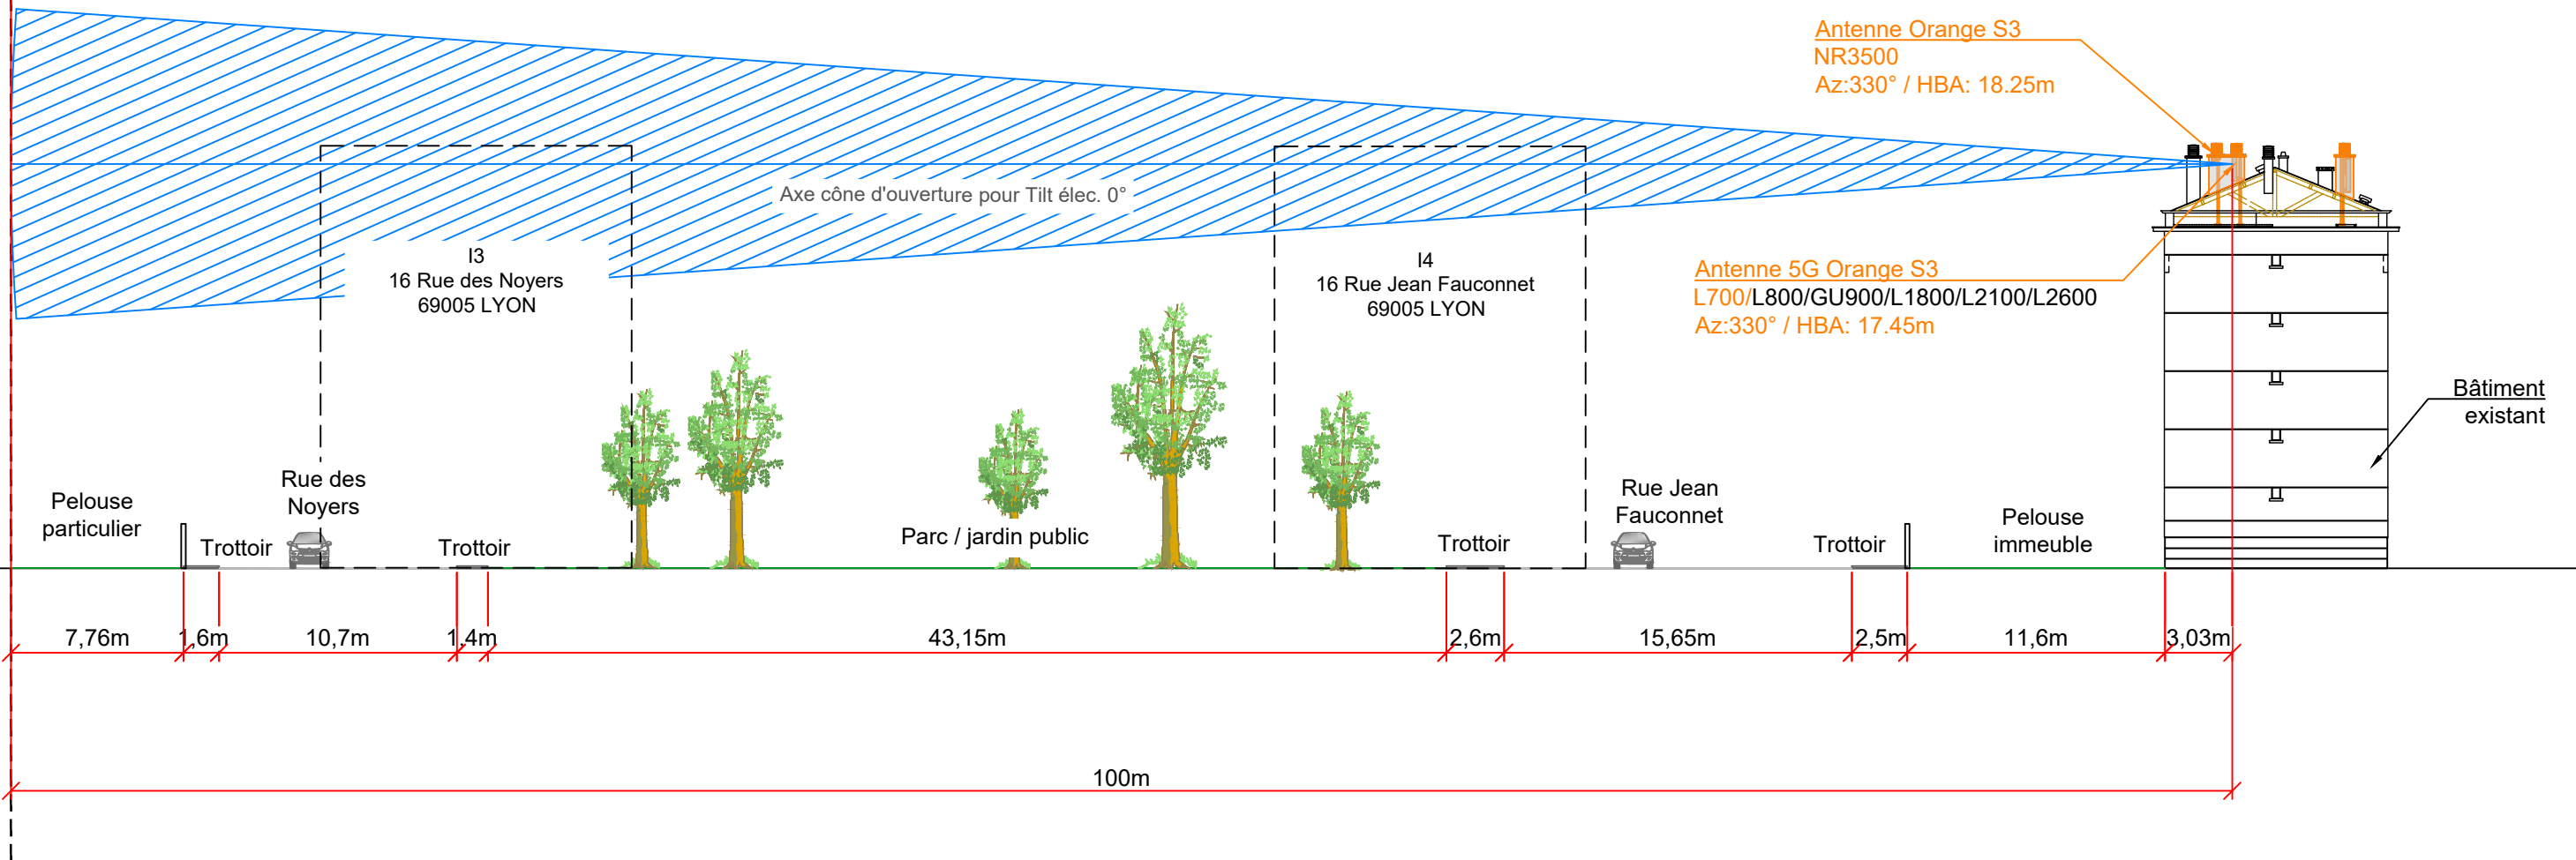 Antenne Orange S3
NR3500
Az:330° / HBA: 18.25m
Axe cône d'ouverture pour Tilt élec. 0°
I3
16 Rue des Noyers
69005 LYON
I4
16 Rue Jean Fauconnet
69005 LYON
Antenne 5G Orange S3
L700/L800/GU900/L1800/L2100/L2600
Az:330° / HBA: 17.45m
Bâtiment
existant
Pelouse
particulier
Trottoir
Rue des
Noyers
Trottoir
Parc / jardin public
Trottoir
Rue Jean
Fauconnet
Trottoir
Pelouse
immeuble
7,76m
1,6m
10,7m
1,4m
43,15m
2,6m
15,65m
2,5m
11,6m
3,03m
100m